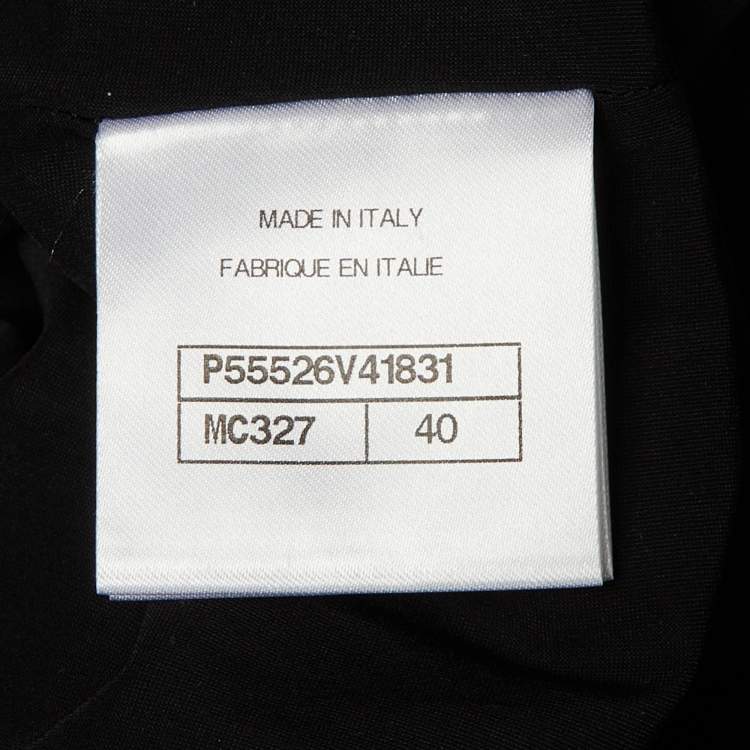 MADE IN ITALY
FABRIQUE EN ITALIE
P55526V41831
MC327 40